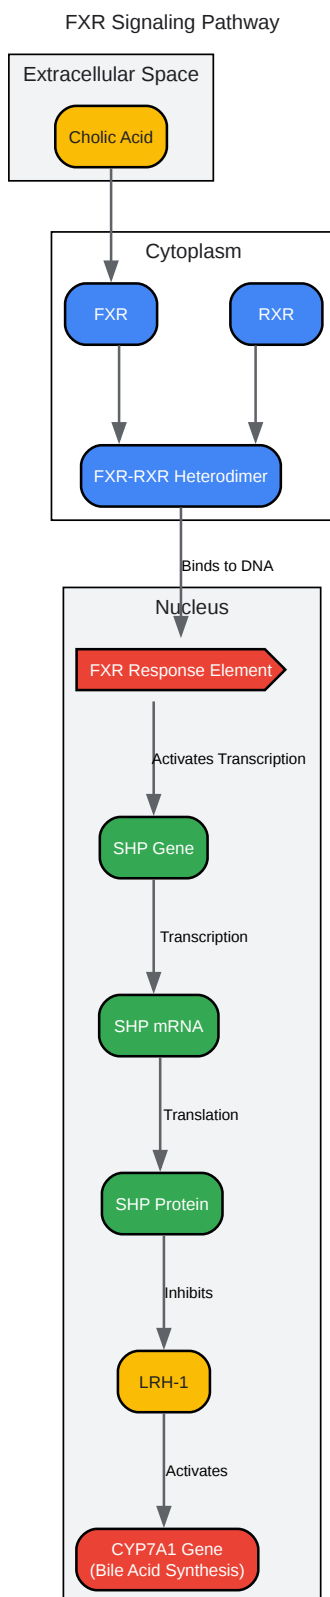 FXR Signaling Pathway
Extracellular Space
Cholic Acid
Cytoplasm
FXR
RXR
FXR-RXR Heterodimer
Binds to DNA
Nucleus
FXR Response Element
Activates Transcription
SHP Gene
Transcription
SHP mRNA
Translation
SHP Protein
Inhibits
LRH-1
Activates
CYP7A1 Gene
(Bile Acid Synthesis)